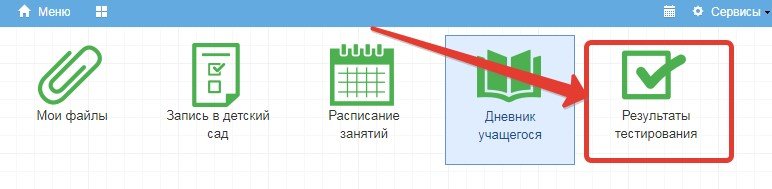 Меню Сервисы
Мои файлы
Запись в детский
сад
Расписание
занятий
Дневник
учащегося
Результаты
тестирования